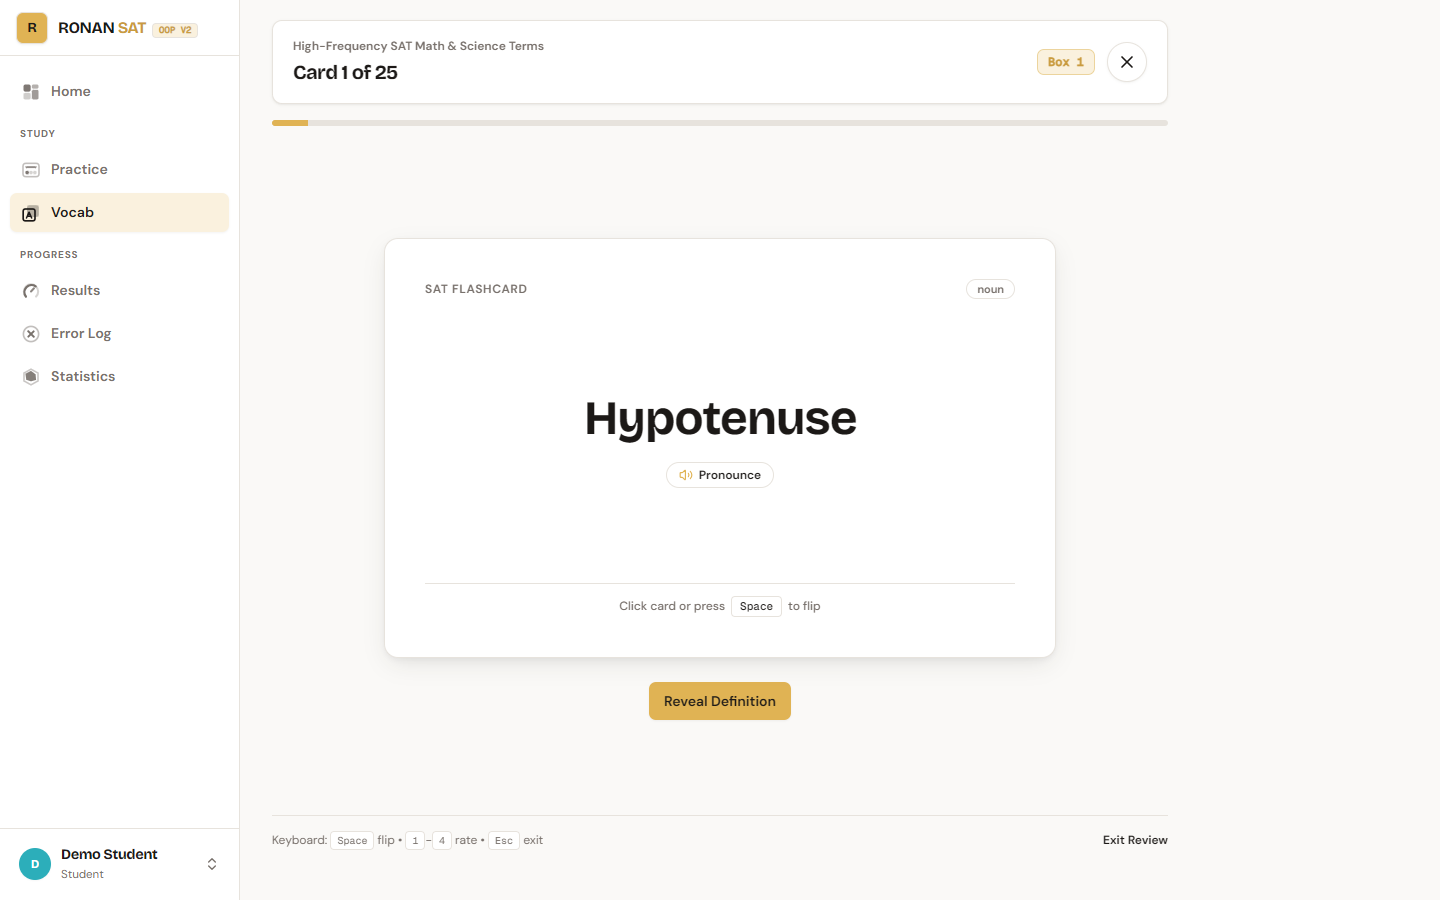 R
RONAN SAT OOP V2
Home
STUDY
Practice
Vocab
PROGRESS
Results
Error Log
Statistics
D
Demo Student
Student
High-Frequency SAT Math & Science Terms
Card 1 of 25
Box 1
SAT FLASHCARD
noun
Hypotenuse
Pronounce
Click card or press Space to flip
Reveal Definition
Keyboard: Space flip • 1 – 4 rate • Esc exit
Exit Review